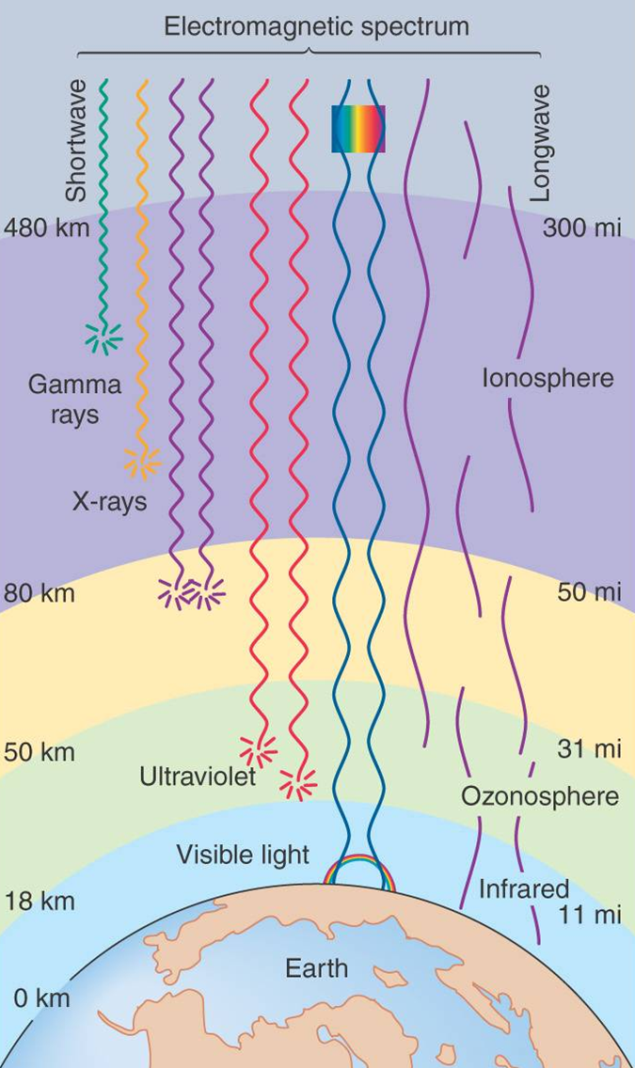 Electromagnetic spectrum
Shortwave
Longwave
480 km
300 mi
Ionosphere
Gamma
rays
X-rays
80 km
50 mi
50 km
31 mi
Ultraviolet
Ozonosphere
Visible light
Infrared
18 km
11 mi
Earth
0 km